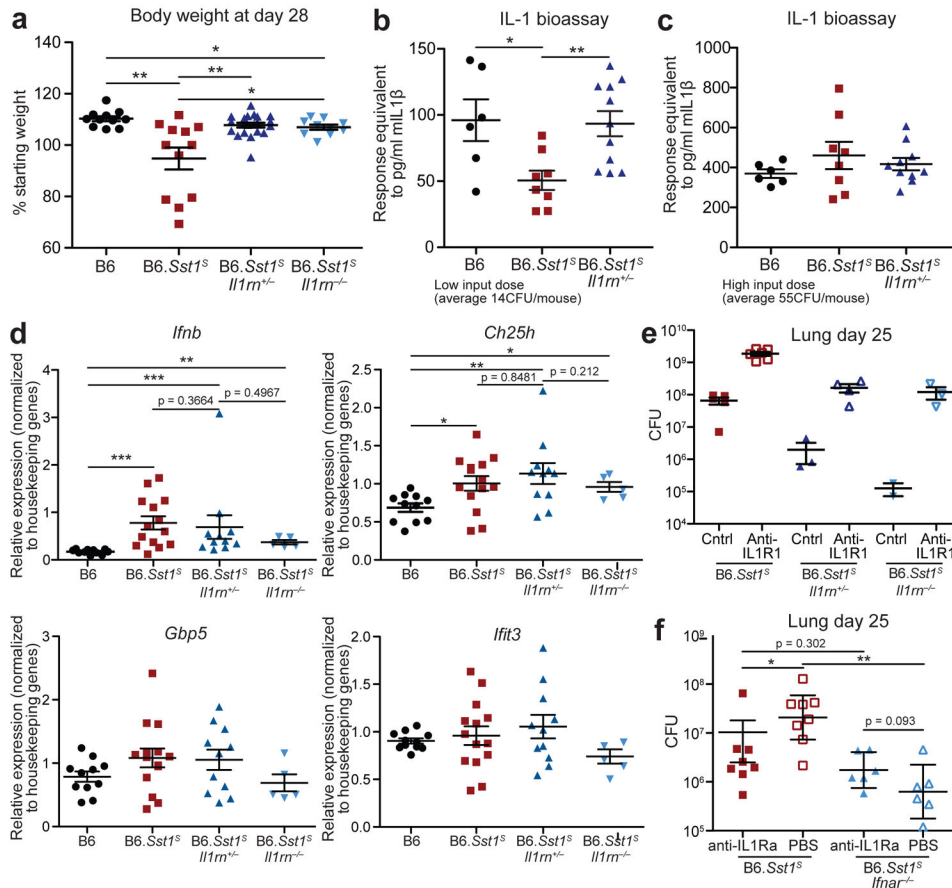 a
Body weight at day 28
% starting weight
120
100
80
60
*
**
**
*
B6
B6.Sst1S
B6.Sst1S
Il1rn+/–
B6.Sst1S
Il1rn–/–
b
IL-1 bioassay
Response equivalent
to pg/ml mIL1β
150
100
50
0
*
**
B6
B6.Sst1S
B6.Sst1S
Il1rn+/–
Low input dose
(average 14CFU/mouse)
c
IL-1 bioassay
Response equivalent
to pg/ml mIL1β
1000
800
600
400
200
0
B6
B6.Sst1S
B6.Sst1S
Il1rn+/–
High input dose
(average 55CFU/mouse)
d
Ifnb
Relative expression (normalized
to housekeeping genes)
4
3
2
1
0
**
***
p = 0.4967
p = 0.3664
***
B6
B6.Sst1S
B6.Sst1S
Il1rn+/–
B6.Sst1S
Il1rn–/–
Ch25h
Relative expression (normalized
to housekeeping genes)
2.5
2.0
1.5
1.0
0.5
0.0
*
**
p = 0.8481
p = 0.212
*
B6
B6.Sst1S
B6.Sst1S
Il1rn+/–
B6.Sst1S
Il1rn–/–
e
Lung day 25
CFU
10^10
10^9
10^8
10^7
10^6
10^5
10^4
Cntrl
Anti-
IL1R1
Cntrl
Anti-
IL1R1
Cntrl
Anti-
IL1R1
B6.Sst1S
B6.Sst1S
Il1rn+/–
B6.Sst1S
Il1rn–/–
Gbp5
Relative expression (normalized
to housekeeping genes)
3
2
1
0
B6
B6.Sst1S
B6.Sst1S
Il1rn+/–
B6.Sst1S
Il1rn–/–
Ifit3
Relative expression (normalized
to housekeeping genes)
2.0
1.5
1.0
0.5
0.0
B6
B6.Sst1S
B6.Sst1S
Il1rn+/–
B6.Sst1S
Il1rn–/–
f
Lung day 25
CFU
10^9
10^8
10^7
10^6
10^5
p = 0.302
*
**
p = 0.093
anti-IL1Ra PBS
anti-IL1Ra PBS
B6.Sst1S
B6.Sst1S
Ifnar–/–